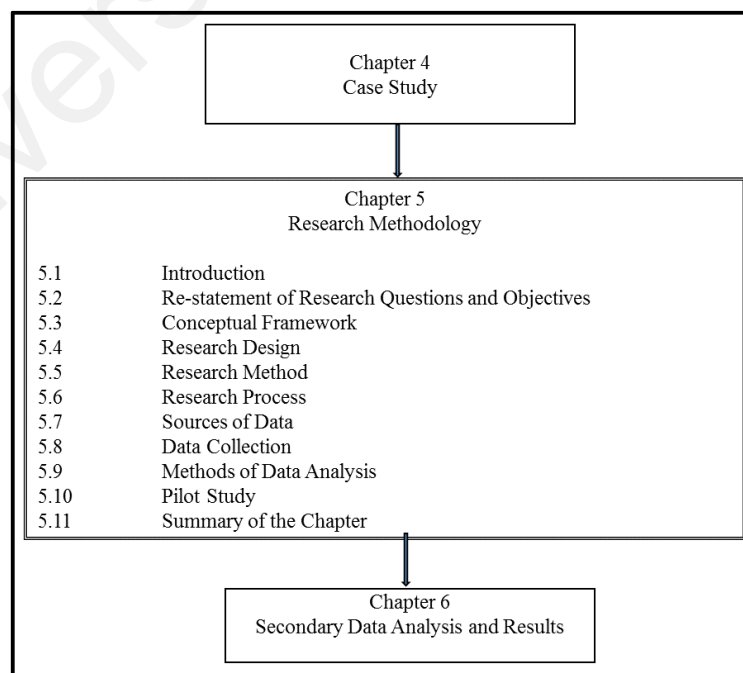 Chapter 4
Case Study
Chapter 5
Research Methodology
5.1 Introduction
5.2 Re-statement of Research Questions and Objectives
5.3 Conceptual Framework
5.4 Research Design
5.5 Research Method
5.6 Research Process
5.7 Sources of Data
5.8 Data Collection
5.9 Methods of Data Analysis
5.10 Pilot Study
5.11 Summary of the Chapter
Chapter 6
Secondary Data Analysis and Results